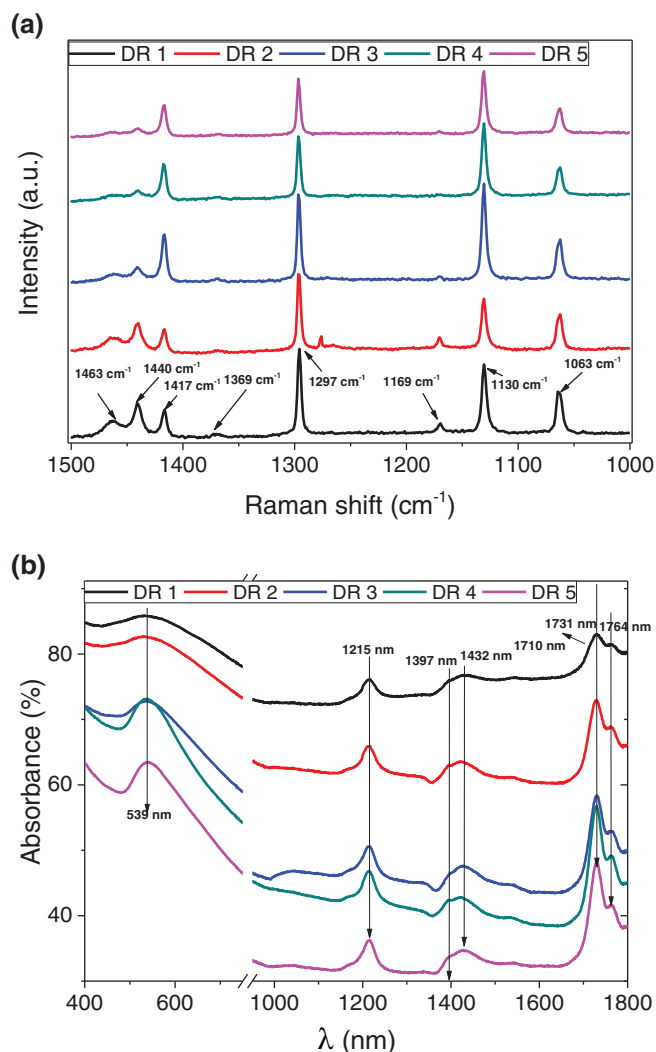 (a)
DR 1 DR 2 DR 3 DR 4 DR 5
Intensity (a.u.)
1463 cm⁻¹
1440 cm⁻¹
1417 cm⁻¹
1369 cm⁻¹
1297 cm⁻¹
1169 cm⁻¹
1130 cm⁻¹
1063 cm⁻¹
1500 1400 1300 1200 1100 1000
Raman shift (cm⁻¹)
(b)
DR 1 DR 2 DR 3 DR 4 DR 5
Absorbance (%)
80
60
40
539 nm
1215 nm
1397 nm
1432 nm
1710 nm
1731 nm
1764 nm
400 600 1000 1200 1400 1600 1800
λ (nm)